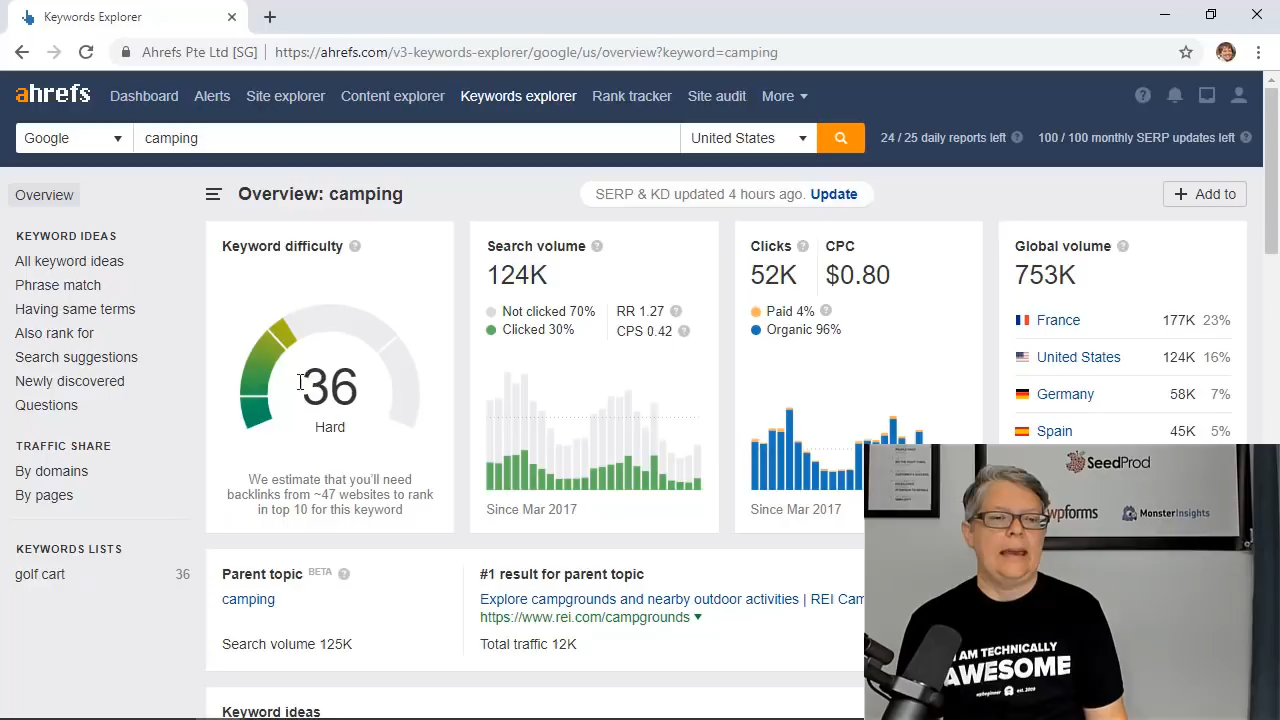 Keywords Explorer
Ahrefs Pte Ltd [SG] https://ahrefs.com/v3-keywords-explorer/google/us/overview?keyword=camping
ahrefs Dashboard Alerts Site explorer Content explorer Keywords explorer Rank tracker Site audit More
Google camping United States 24 / 25 daily reports left 100 / 100 monthly SERP updates left
Overview
KEYWORD IDEAS
All keyword ideas
Phrase match
Having same terms
Also rank for
Search suggestions
Newly discovered
Questions
TRAFFIC SHARE
By domains
By pages
KEYWORDS LISTS
golf cart 36
Overview: camping
SERP & KD updated 4 hours ago. Update
+ Add to
Keyword difficulty
36
Hard
We estimate that you'll need
backlinks from ~47 websites to rank
in top 10 for this keyword
Search volume
124K
Not clicked 70%
Clicked 30%
RR 1.27
CPS 0.42
Since Mar 2017
Clicks CPC
52K $0.80
Paid 4%
Organic 96%
Since Mar 2017
Global volume
753K
France 177K 23%
United States 124K 16%
Germany 58K 7%
Spain 45K 5%
Parent topic BETA
camping
Search volume 125K
#1 result for parent topic
Explore campgrounds and nearby outdoor activities | REI Cam
https://www.rei.com/campgrounds
Total traffic 12K
Keyword ideas
SeedProd
wpforms
MonsterInsights
I AM TECHNICALLY
AWESOME
wpbeginner est. 2009